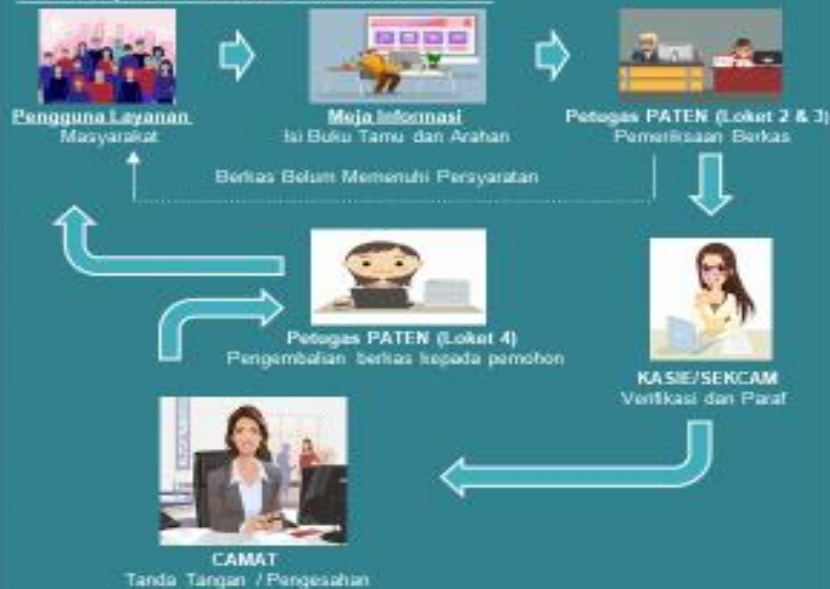 Pengguna Layanan
Masyarakat
Meja Informasi
Isi Buku Tamu dan Arahan
Petugas PATEN (Loket 2 & 3)
Pemeriksaan Berkas
Berkas Belum Memenuhi Persyaratan
Petugas PATEN (Loket 4)
Pengembalian berkas kepada pemohon
KASIE/SEKCAM
Verifikasi dan Paraf
CAMAT
Tanda Tangan / Pengesahan